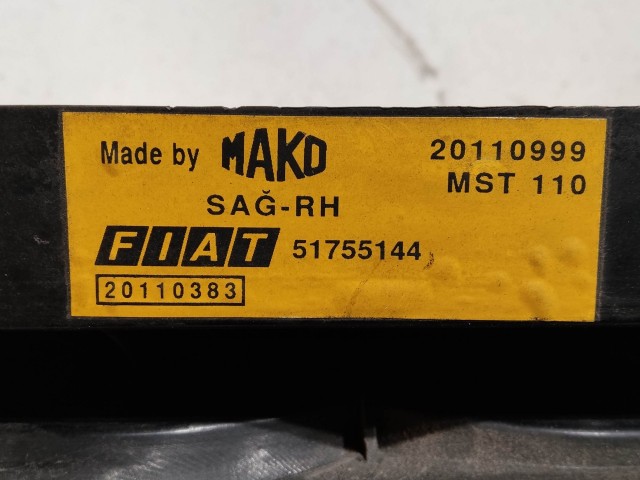 Made by MAKO 20110999
MST 110
SAĞ-RH
FIAT 51755144
20110383